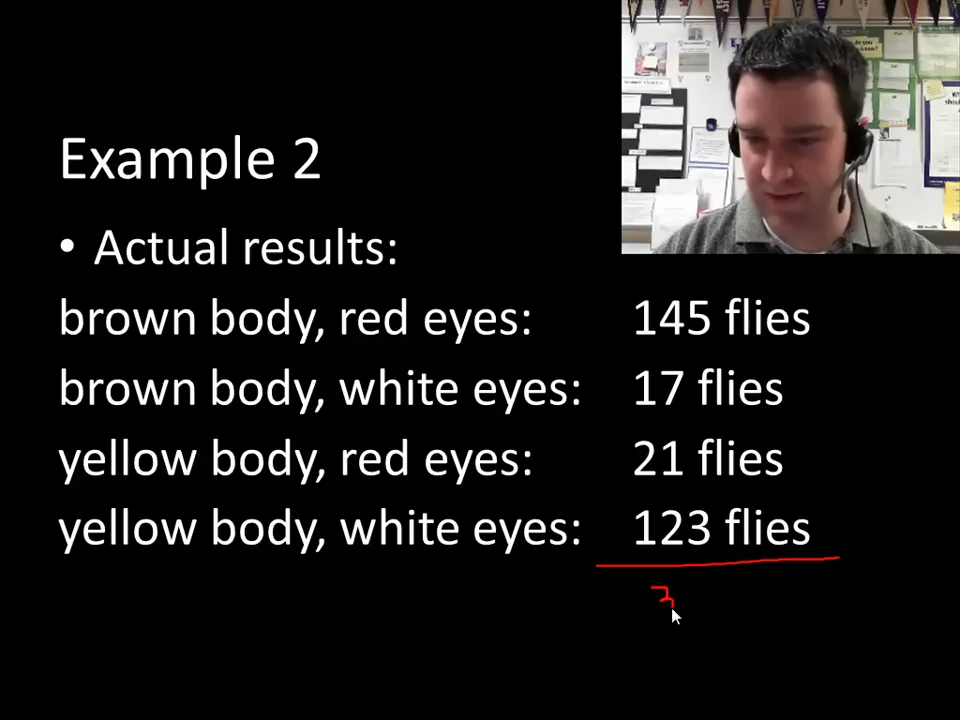 Example 2
• Actual results:
brown body, red eyes: 145 flies
brown body, white eyes: 17 flies
yellow body, red eyes: 21 flies
yellow body, white eyes: 123 flies
3